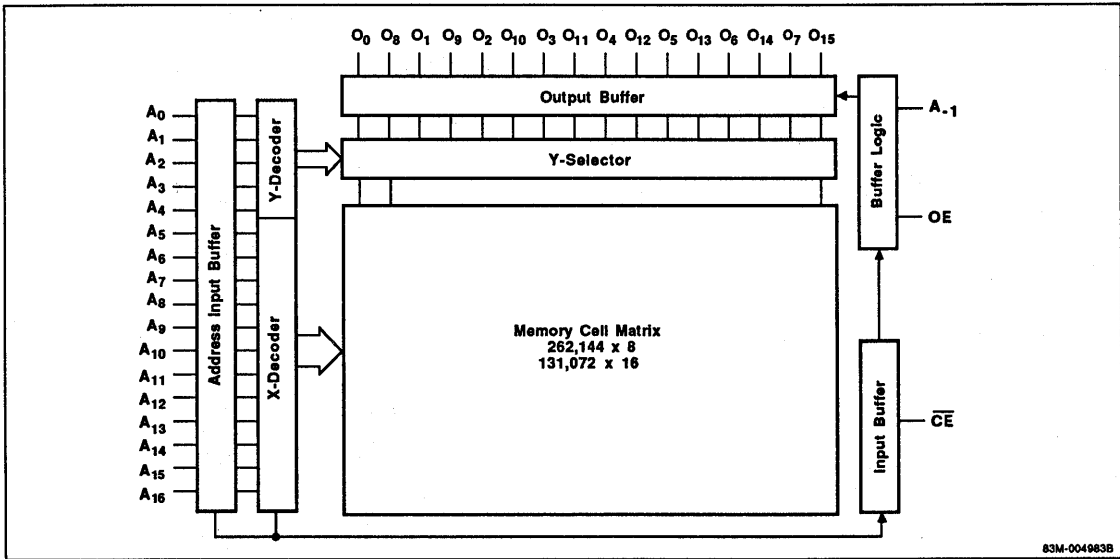 O0 O8 O1 O9 O2 O10 O3 O11 O4 O12 O5 O13 O6 O14 O7 O15
Output Buffer
Y-Selector
Memory Cell Matrix
262,144 x 8
131,072 x 16
A0
A1
A2
A3
A4
A5
A6
A7
A8
A9
A10
A11
A12
A13
A14
A15
A16
Address Input Buffer
Y-Decoder
X-Decoder
Buffer Logic
A-1
OE
Input Buffer
C̅E̅
83M-004983B